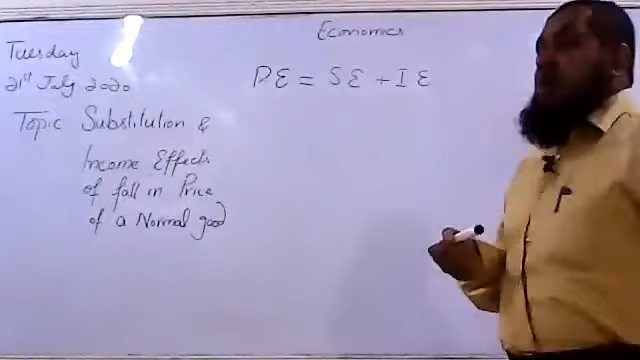 Economics
Tuesday
21st July 2020
PE = SE + IE
Topic Substitution &
Income Effects
of fall in Price
of a Normal good